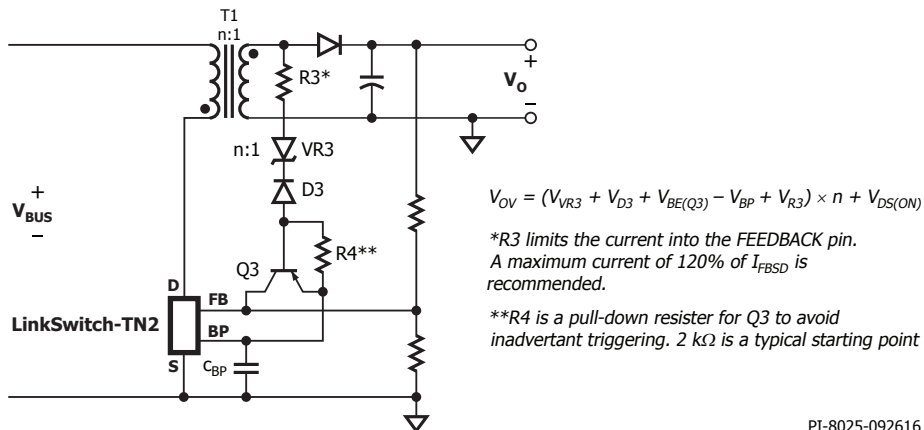 T1
n:1
R3*
+
V_O
−
n:1
VR3
D3
+
V_BUS
−
Q3
R4**
D
FB
LinkSwitch-TN2
BP
S
C_BP
V_OV = (V_VR3 + V_D3 + V_BE(Q3) − V_BP + V_R3) × n + V_DS(ON)
*R3 limits the current into the FEEDBACK pin.
A maximum current of 120% of I_FBSD is
recommended.
**R4 is a pull-down resister for Q3 to avoid
inadvertant triggering. 2 kΩ is a typical starting point
PI-8025-092616